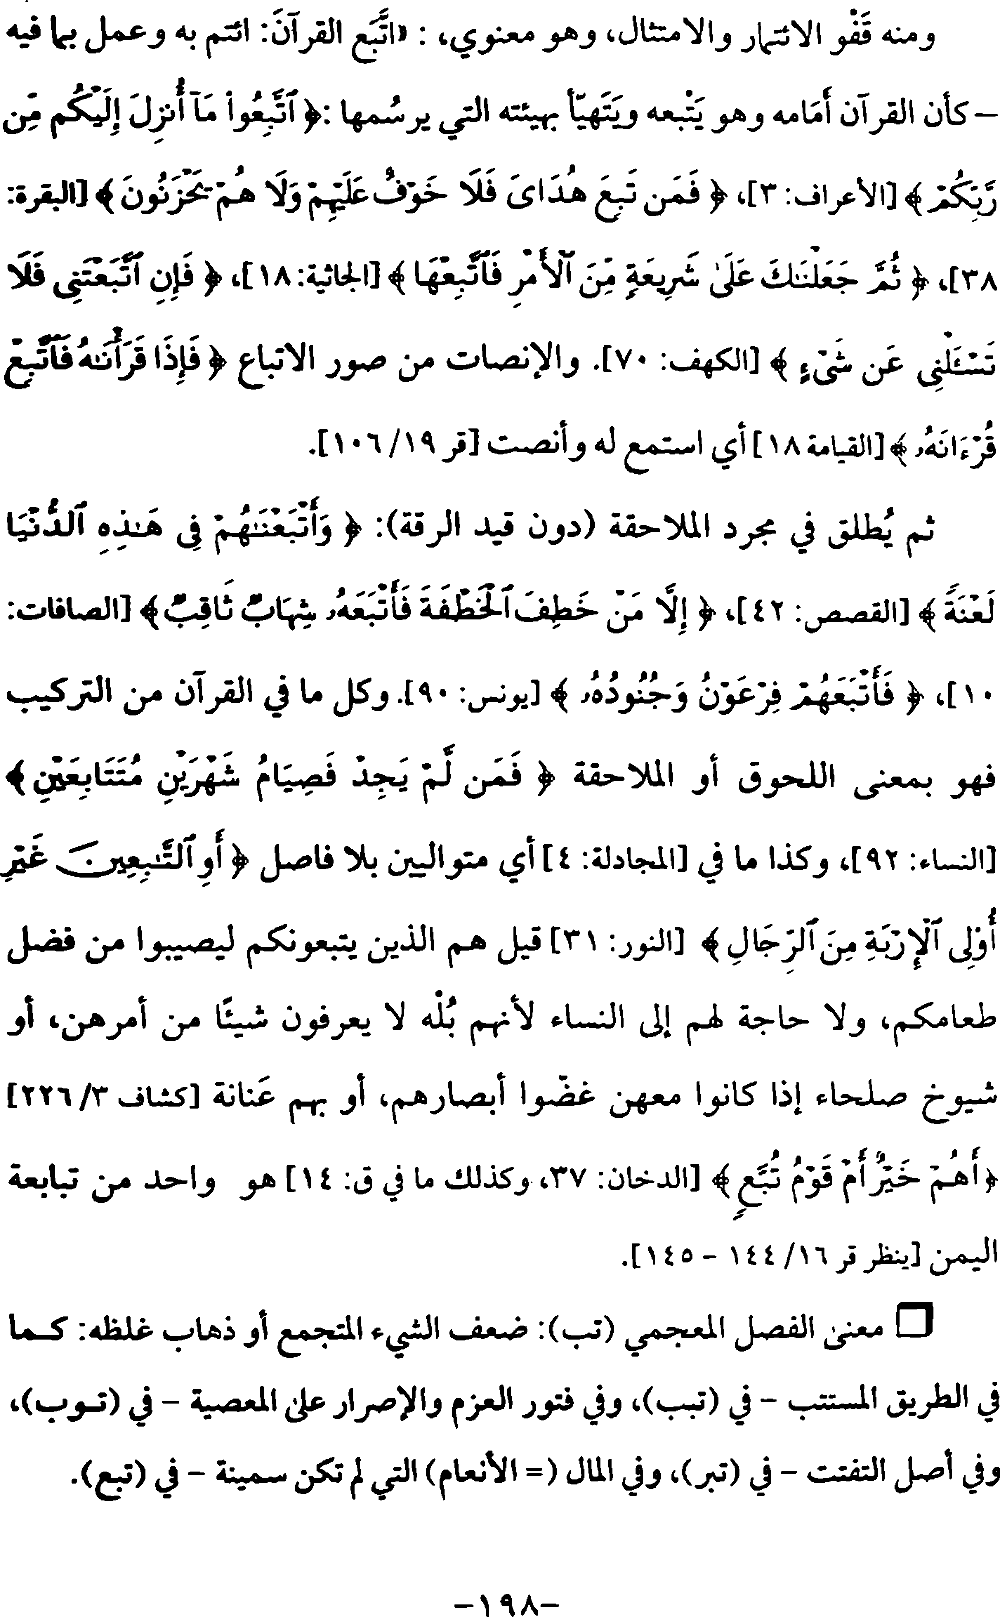 ومنه قَفْو الائتمار والامتثال، وهو معنوي، : «اتَّبَع القرآنَ: ائتم به وعمل بما فيه
– كأن القرآن أَمَامه وهو يَتْبعه ويَتَهيَّأ بهيئته التي يرسُمها :﴿ ٱتَّبِعُوا۟ مَآ أُنزِلَ إِلَيْكُم مِّن
رَّبِّكُمْ ﴾ [الأعراف: ٣]، ﴿ فَمَن تَبِعَ هُدَاىَ فَلَا خَوْفٌ عَلَيْهِمْ وَلَا هُمْ يَحْزَنُونَ ﴾ [البقرة:
٣٨]، ﴿ ثُمَّ جَعَلْنَٰكَ عَلَىٰ شَرِيعَةٍ مِّنَ ٱلْأَمْرِ فَٱتَّبِعْهَا ﴾ [الجاثية: ١٨]، ﴿ فَإِنِ ٱتَّبَعْتَنِى فَلَا
تَسْـَٔلْنِى عَن شَىْءٍ ﴾ [الكهف: ٧٠]. والإنصات من صور الاتباع ﴿ فَإِذَا قَرَأْنَٰهُ فَٱتَّبِعْ
قُرْءَانَهُۥ ﴾ [القيامة ١٨] أي استمع له وأنصت [قر ١٩/ ١٠٦].
ثم يُطلق في مجرد الملاحقة (دون قيد الرقة): ﴿ وَأَتْبَعْنَٰهُمْ فِى هَٰذِهِ ٱلدُّنْيَا
لَعْنَةً ﴾ [القصص: ٤٢]، ﴿ إِلَّا مَنْ خَطِفَ ٱلْخَطْفَةَ فَأَتْبَعَهُۥ شِهَابٌ ثَاقِبٌ ﴾ [الصافات:
١٠]، ﴿ فَأَتْبَعَهُمْ فِرْعَوْنُ وَجُنُودُهُۥ ﴾ [يونس: ٩٠]. وكل ما في القرآن من التركيب
فهو بمعنى اللحوق أو الملاحقة ﴿ فَمَن لَّمْ يَجِدْ فَصِيَامُ شَهْرَيْنِ مُتَتَابِعَيْنِ ﴾
[النساء: ٩٢]، وكذا ما في [المجادلة: ٤] أي متواليين بلا فاصل ﴿ أَوِ ٱلتَّٰبِعِينَ غَيْرِ
أُو۟لِى ٱلْإِرْبَةِ مِنَ ٱلرِّجَالِ ﴾ [النور: ٣١] قيل هم الذين يتبعونكم ليصيبوا من فضل
طعامكم، ولا حاجة لهم إلى النساء لأنهم بُلْه لا يعرفون شيئًا من أمرهن، أو
شيوخ صلحاء إذا كانوا معهن غضّوا أبصارهم، أو بهم عَنانة [كشاف ٣/ ٢٢٦]
﴿ أَهُمْ خَيْرٌ أَمْ قَوْمُ تُبَّعٍ ﴾ [الدخان: ٣٧، وكذلك ما في ق: ١٤] هو واحد من تبابعة
اليمن [ينظر قر ١٦/ ١٤٤ – ١٤٥].
□ معنى الفصل المعجمي (تب): ضعف الشيء المتجمع أو ذهاب غلظه: كـما
في الطريق المستتب – في (تبب)، وفي فتور العزم والإصرار على المعصية – في (تـوب)،
وفي أصل التفتت – في (تبر)، وفي المال (= الأنعام) التي لم تكن سمينة – في (تبع).
–١٩٨–